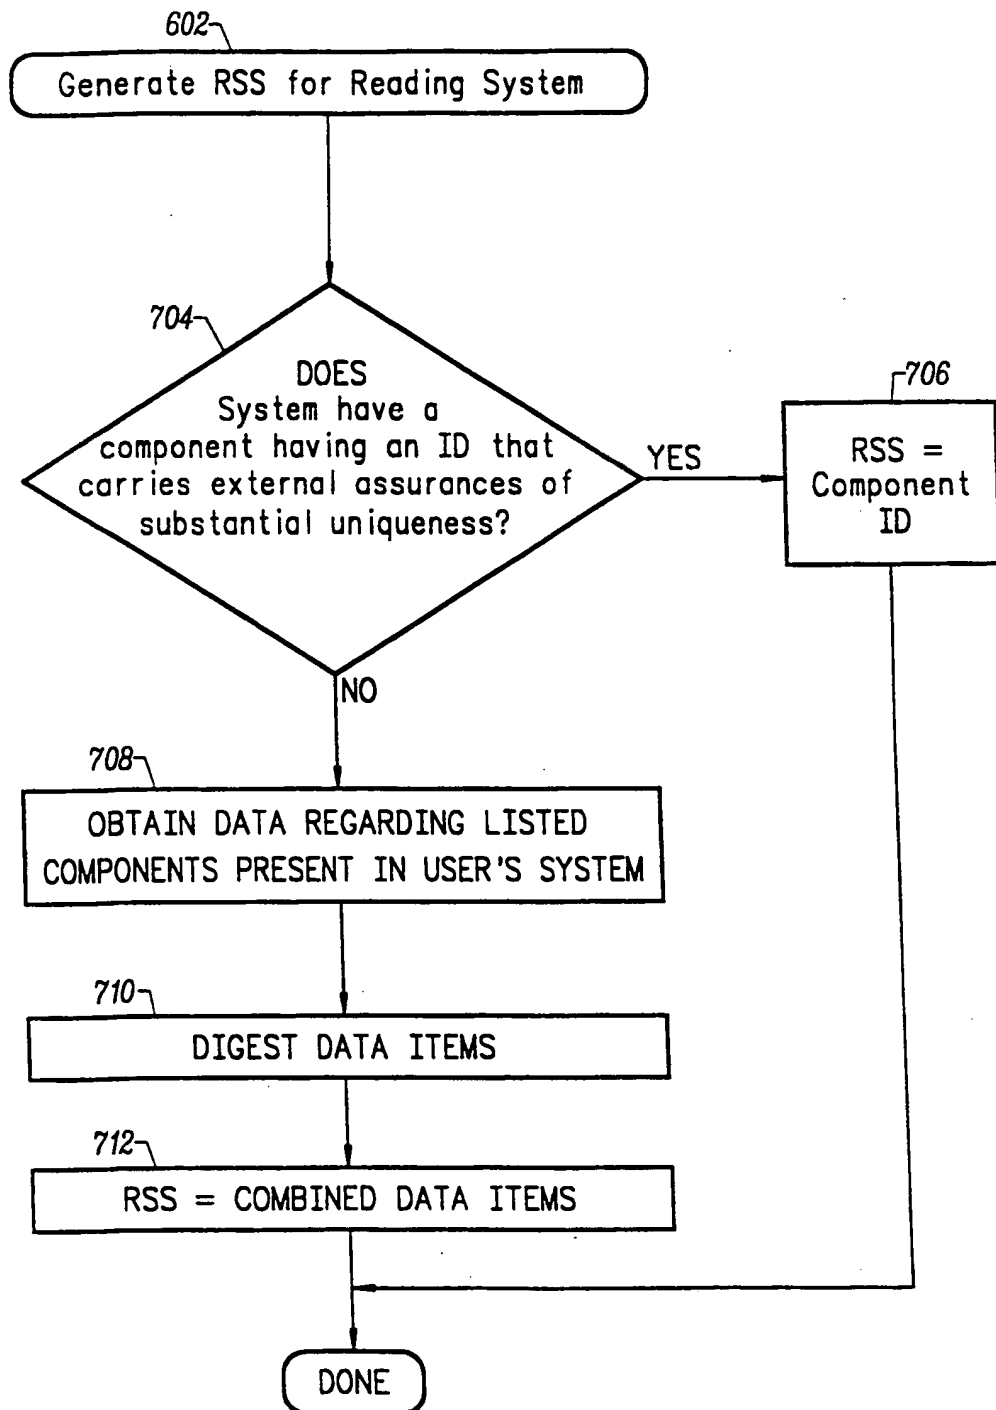 602
Generate RSS for Reading System
704
DOES
System have a
component having an ID that
carries external assurances of
substantial uniqueness?
YES
706
RSS =
Component
ID
NO
708
OBTAIN DATA REGARDING LISTED
COMPONENTS PRESENT IN USER'S SYSTEM
710
DIGEST DATA ITEMS
712
RSS = COMBINED DATA ITEMS
DONE